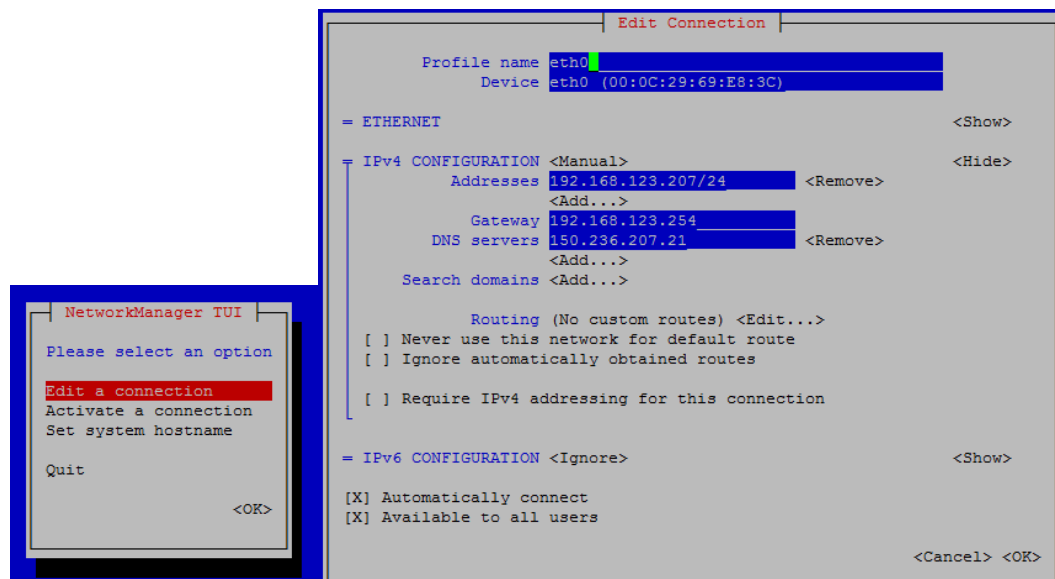 NetworkManager TUI
Please select an option
Edit a connection
Activate a connection
Set system hostname
Quit
<OK>
Edit Connection
Profile name eth0
Device eth0 (00:0C:29:69:E8:3C)
= ETHERNET <Show>
IPv4 CONFIGURATION <Manual> <Hide>
Addresses 192.168.123.207/24 <Remove>
<Add...>
Gateway 192.168.123.254
DNS servers 150.236.207.21 <Remove>
<Add...>
Search domains <Add...>
Routing (No custom routes) <Edit...>
[ ] Never use this network for default route
[ ] Ignore automatically obtained routes
[ ] Require IPv4 addressing for this connection
= IPv6 CONFIGURATION <Ignore> <Show>
[X] Automatically connect
[X] Available to all users
<Cancel> <OK>